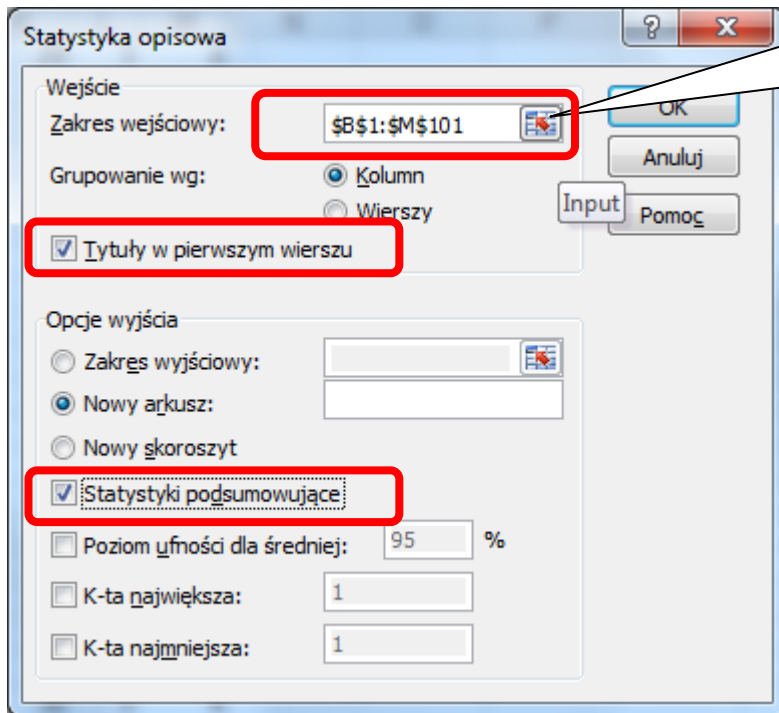 Statystyka opisowa
?
Wejście
Zakres wejściowy: $B$1:$M$101
OK
Grupowanie wg: Kolumn
Anuluj
Wierszy
Input
Pomoc
Tytuły w pierwszym wierszu
Opcje wyjścia
Zakres wyjściowy:
Nowy arkusz:
Nowy skoroszyt
Statystyki podsumowujące
Poziom ufności dla średniej: 95 %
K-ta największa: 1
K-ta najmniejsza: 1